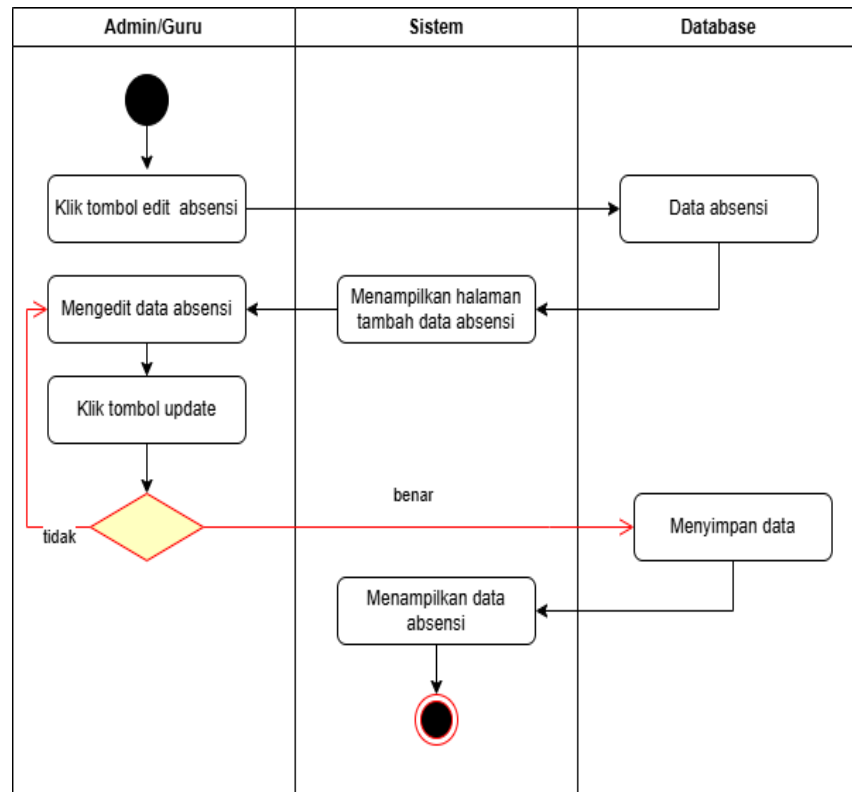 Admin/Guru
Sistem
Database
Klik tombol edit absensi
Data absensi
Mengedit data absensi
Menampilkan halaman
tambah data absensi
Klik tombol update
benar
tidak
Menyimpan data
Menampilkan data
absensi